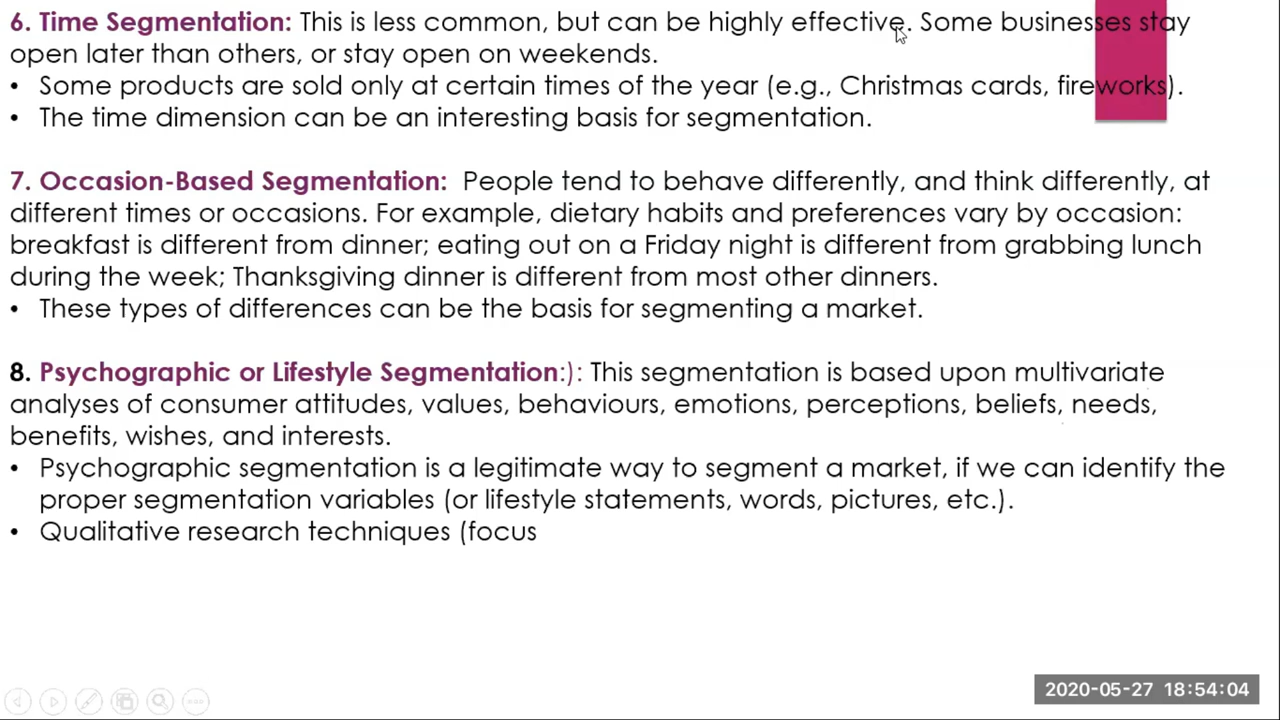 6. Time Segmentation: This is less common, but can be highly effective. Some businesses stay
open later than others, or stay open on weekends.
• Some products are sold only at certain times of the year (e.g., Christmas cards, fireworks).
• The time dimension can be an interesting basis for segmentation.
7. Occasion-Based Segmentation: People tend to behave differently, and think differently, at
different times or occasions. For example, dietary habits and preferences vary by occasion:
breakfast is different from dinner; eating out on a Friday night is different from grabbing lunch
during the week; Thanksgiving dinner is different from most other dinners.
• These types of differences can be the basis for segmenting a market.
8. Psychographic or Lifestyle Segmentation:): This segmentation is based upon multivariate
analyses of consumer attitudes, values, behaviours, emotions, perceptions, beliefs, needs,
benefits, wishes, and interests.
• Psychographic segmentation is a legitimate way to segment a market, if we can identify the
proper segmentation variables (or lifestyle statements, words, pictures, etc.).
• Qualitative research techniques (focus
2020-05-27 18:54:04